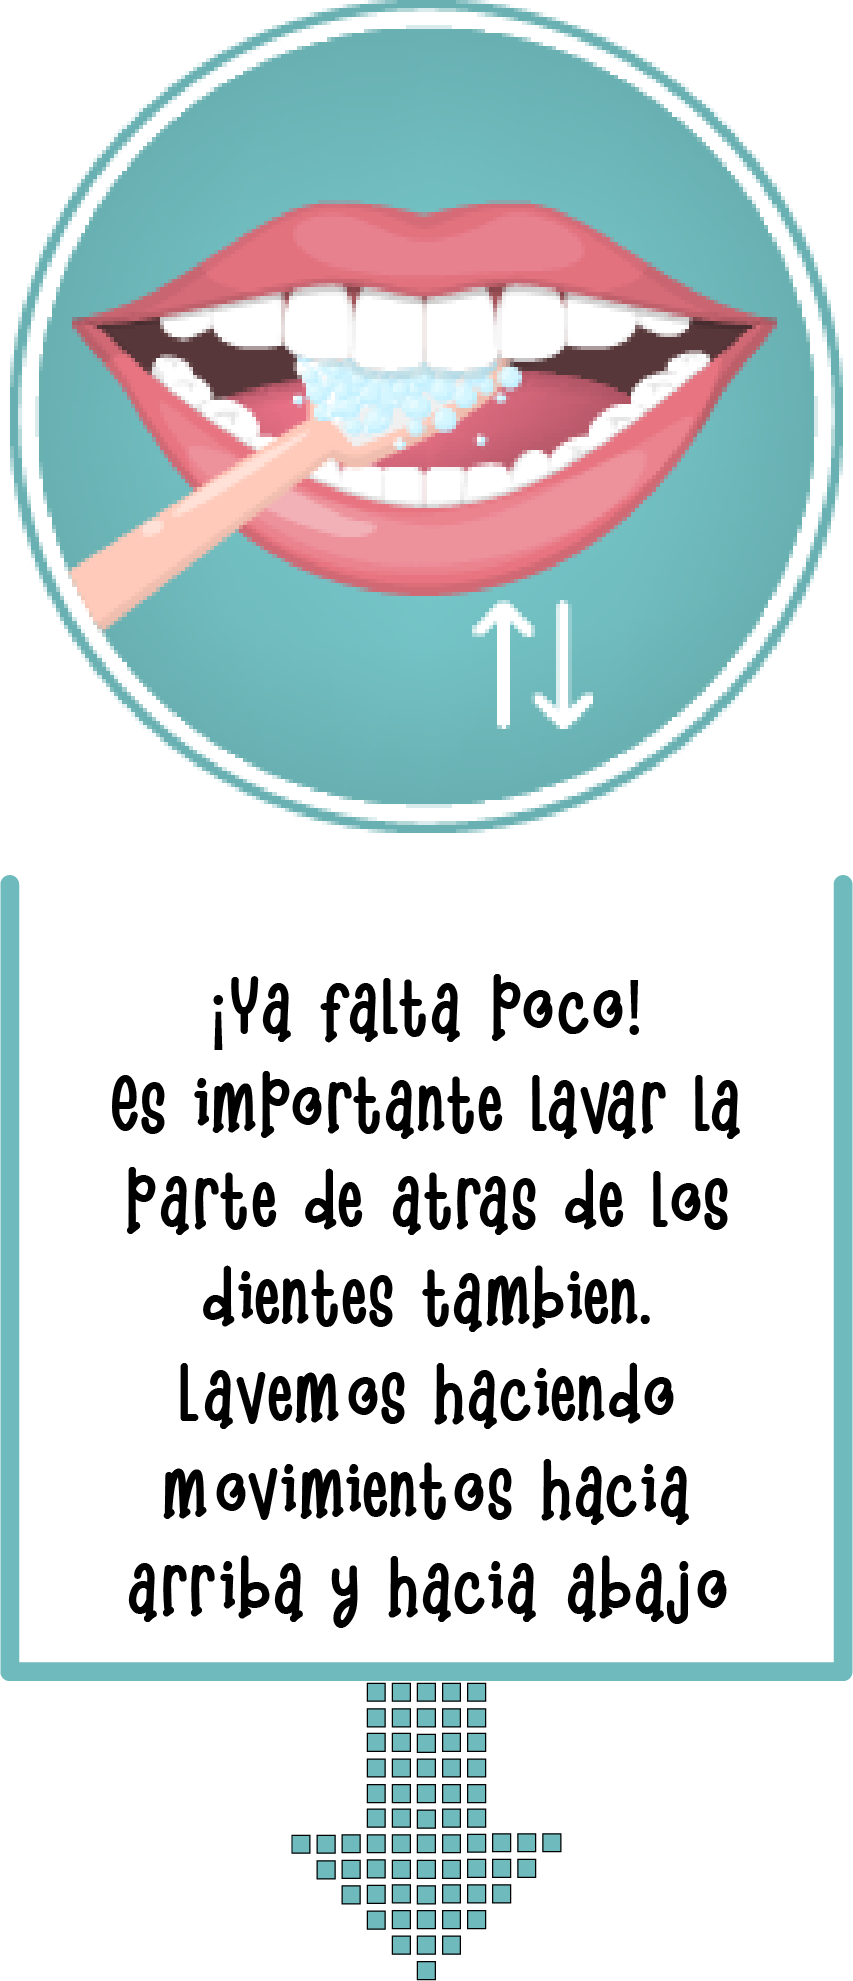 ¡Ya falta poco!
es importante lavar la
parte de atras de los
dientes tambien.
Lavemos haciendo
movimientos hacia
arriba y hacia abajo